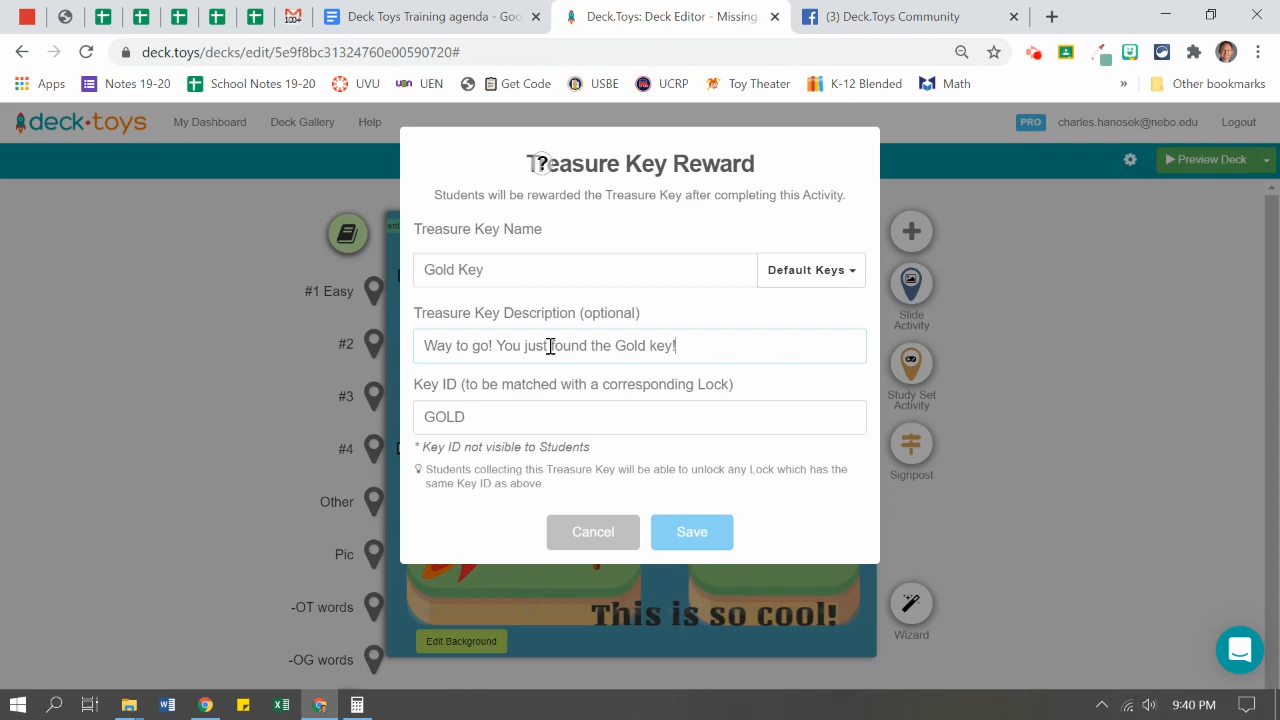 100+
Deck Toys Training agenda - Goo
Deck.Toys: Deck Editor - Missing
(3) Deck.Toys Community
deck.toys/decks/edit/5e9f8bc31324760e00590720#
Apps
Notes 19-20
School Notes 19-20
UVU
UEN
Get Code
USBE
UCRP
Toy Theater
K-12 Blended
Math
»
Other bookmarks
deck•toys
My Dashboard
Deck Gallery
Help
PRO
charles.hanosek@nebo.edu
Logout
Preview Deck
Treasure Key Reward
Students will be rewarded the Treasure Key after completing this Activity.
Treasure Key Name
Gold Key
Default Keys
Treasure Key Description (optional)
Way to go! You just found the Gold key!
Key ID (to be matched with a corresponding Lock)
GOLD
* Key ID not visible to Students
Students collecting this Treasure Key will be able to unlock any Lock which has the
same Key ID as above.
Cancel
Save
#1 Easy
#2
#3
#4
Other
Pic
-OT words
-OG words
Slide
Activity
Study Set
Activity
Signpost
Wizard
This is so cool!
Edit Background
9:40 PM